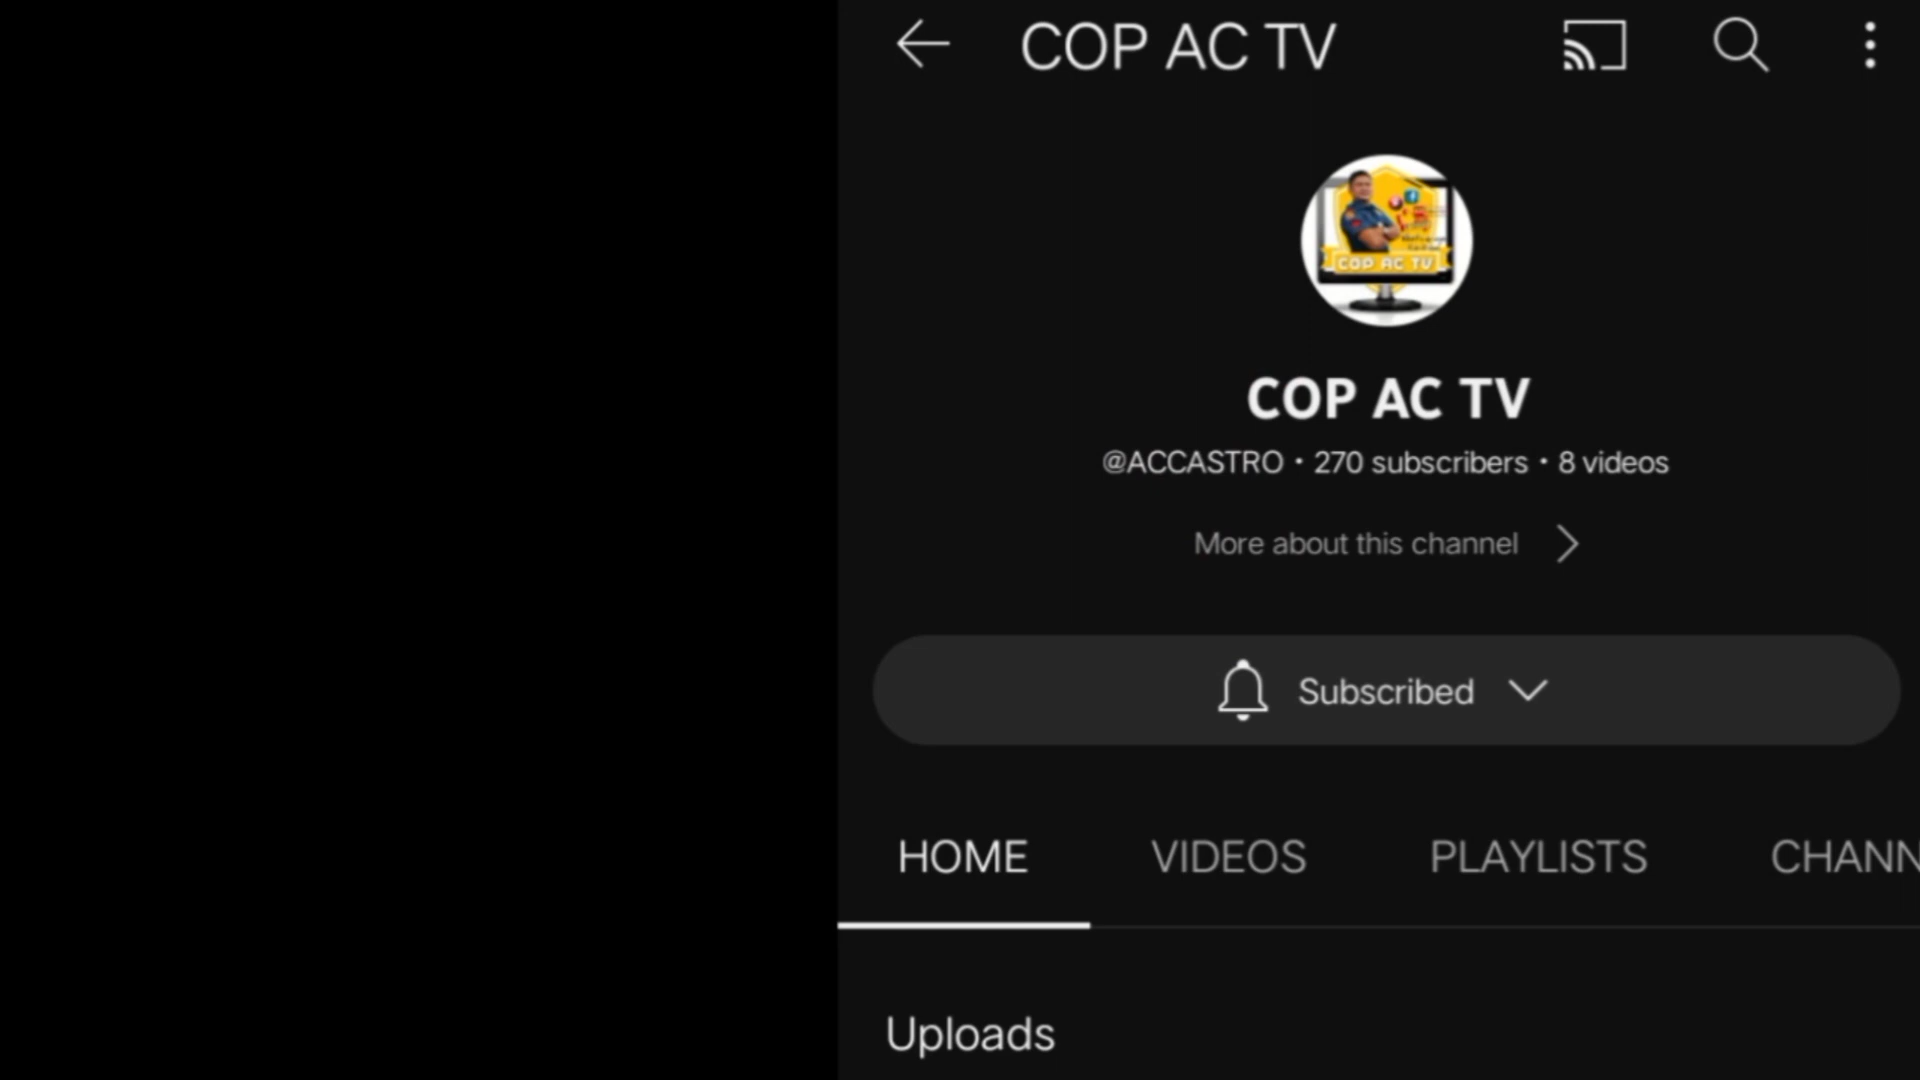 COP AC TV
COP AC TV
COP AC TV
@ACCASTRO · 270 subscribers · 8 videos
More about this channel
Subscribed
HOME VIDEOS PLAYLISTS CHANN
Uploads